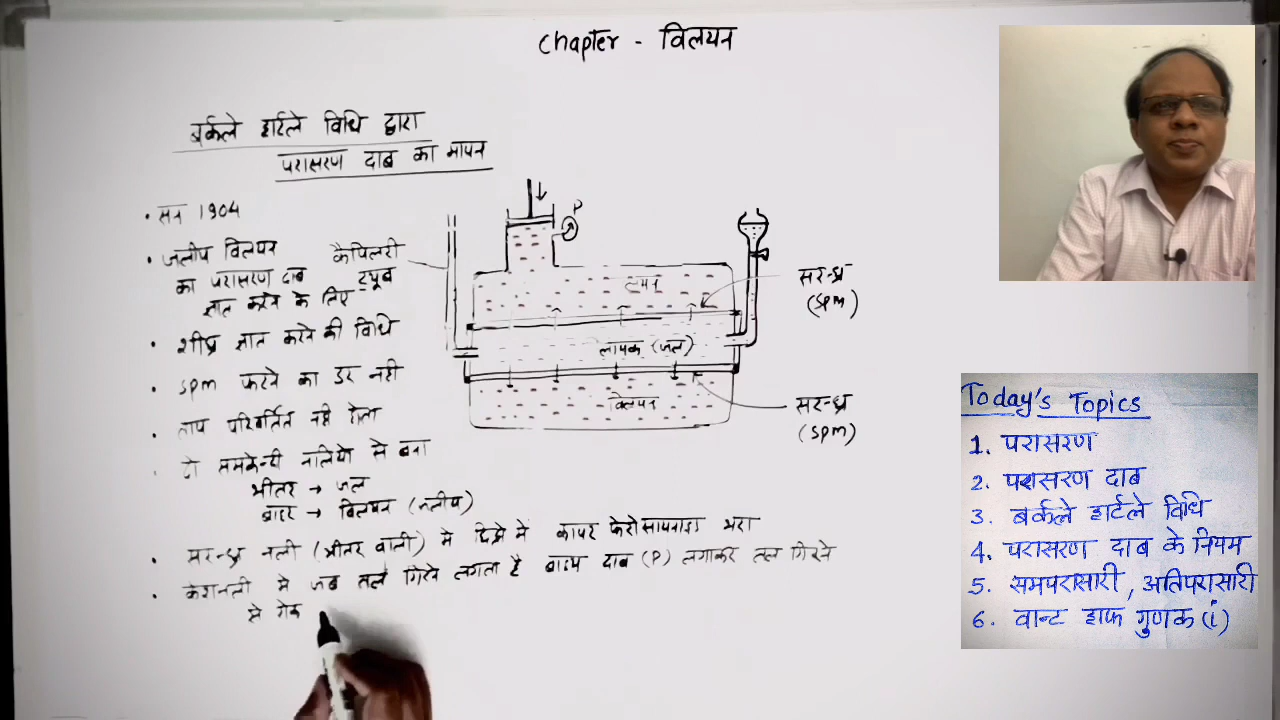 Chapter - विलयन
बर्कले हार्टले विधि द्वारा
परासरण दाब का मापन
• सन 1904
• जलीय विलयन
का परासरण दाब
ज्ञात करने के लिए
• शीघ्र ज्ञात करने की विधि
• spm फटने का डर नही
• ताप परिवर्तित नही होता
• दो समकेन्द्री नलियो से बना
भीतर → जल
बाहर → विलयन (जलीय)
• सरन्ध्र नली (भीतर वाली) मे छिद्रो मे कापर फेरोसायनाइड भरा
• केशनली मे जब तल गिरने लगता है बाह्य दाब (P) लगाकर तल गिरने
से रोक
कैपिलरी
ट्यूब
P
लयन
सरन्ध्र
(spm)
लायक (जल)
विलयन
सरन्ध्र
(spm)
Today's Topics
1. परासरण
2. परासरण दाब
3. बर्कले हार्टले विधि
4. परासरण दाब के नियम
5. समपरासारी, अतिपरासारी
6. वान्ट हाफ गुणक (i)